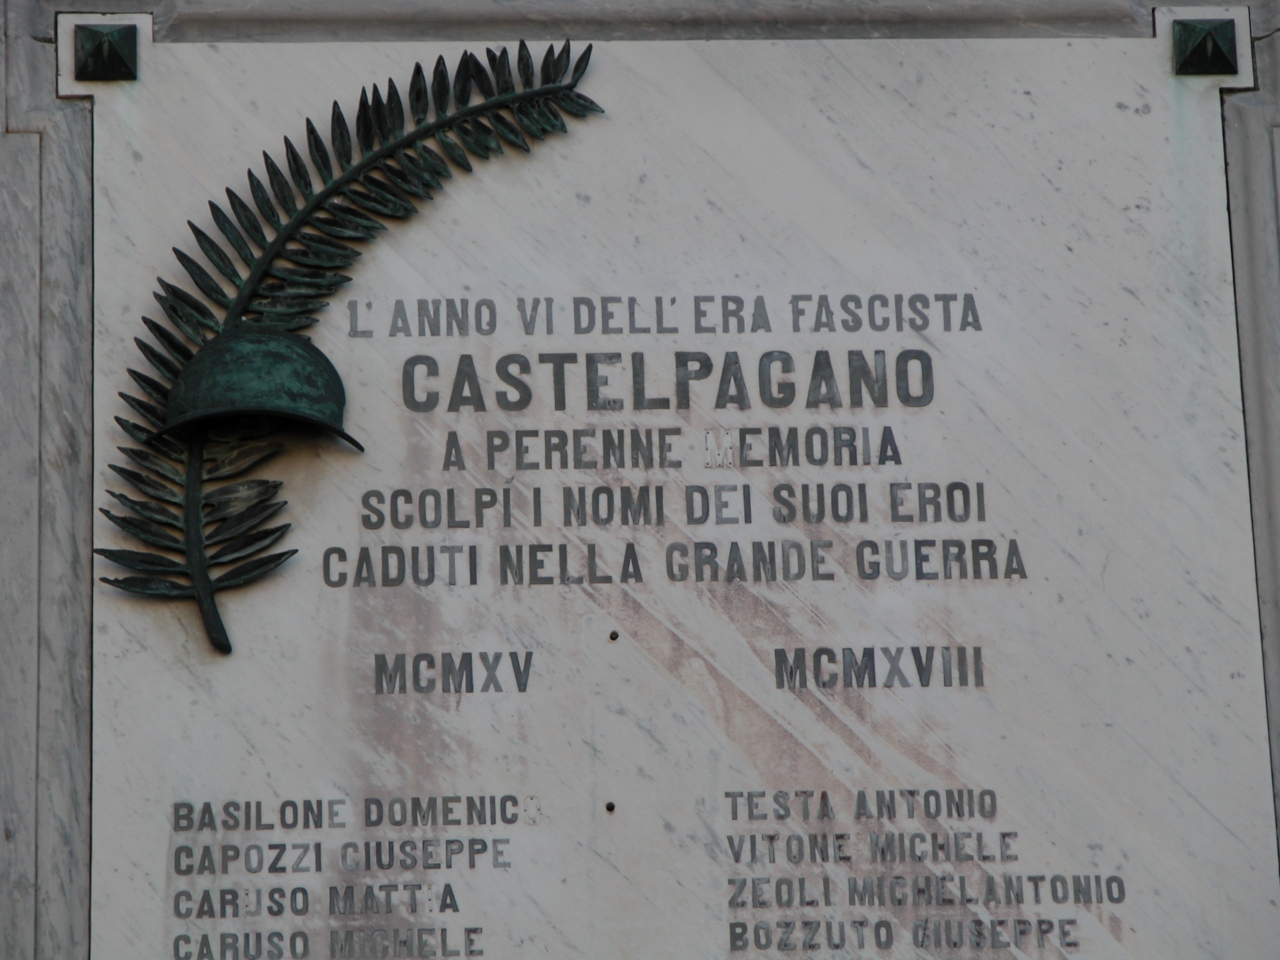 L'ANNO VI DELL'ERA FASCISTA
CASTELPAGANO
A PERENNE MEMORIA
SCOLPI I NOMI DEI SUOI EROI
CADUTI NELLA GRANDE GUERRA
MCMXV MCMXVIII
BASILONE DOMENICO
CAPOZZI GIUSEPPE
CARUSO MATTIA
CARUSO MICHELE
TESTA ANTONIO
VITONE MICHELE
ZEOLI MICHELANTONIO
BOZZUTO GIUSEPPE